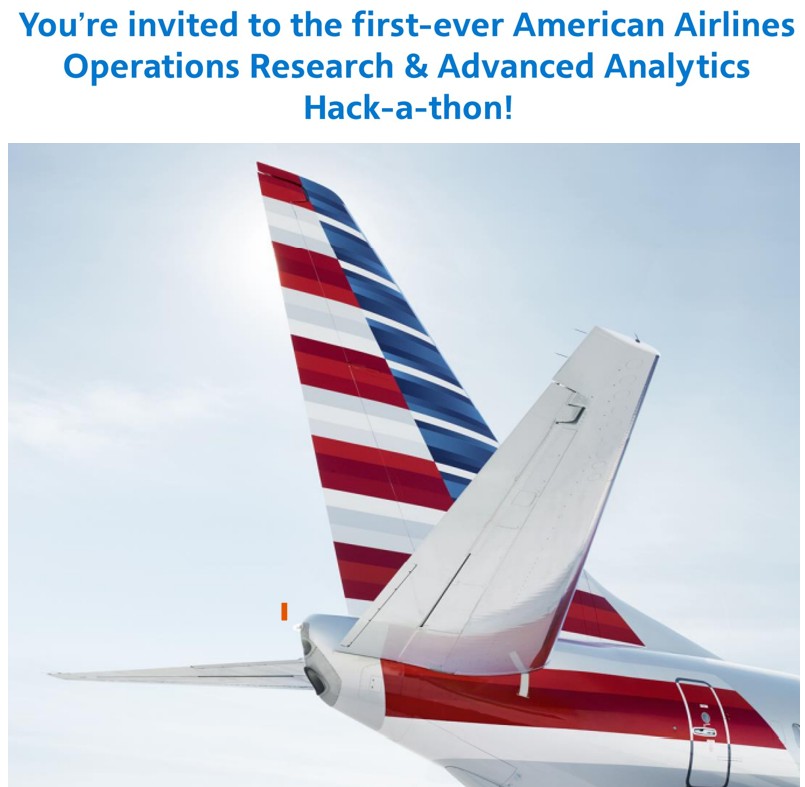 You’re invited to the first-ever American Airlines
Operations Research & Advanced Analytics
Hack-a-thon!